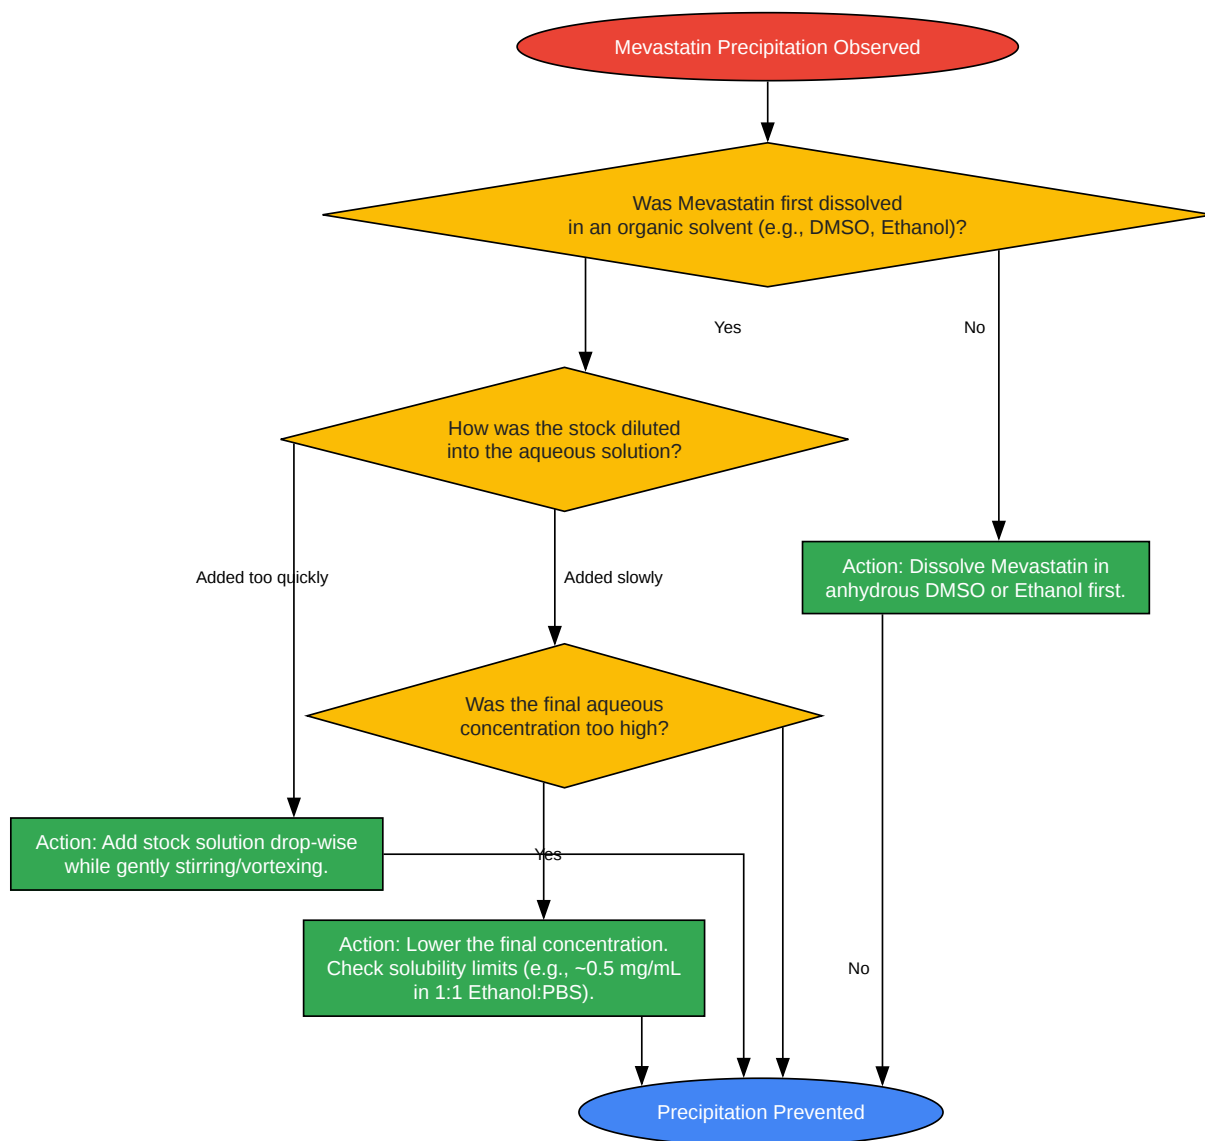 Mevastatin Precipitation Observed
Was Mevastatin first dissolved
in an organic solvent (e.g., DMSO, Ethanol)?
Yes
No
How was the stock diluted
into the aqueous solution?
Added too quickly
Added slowly
Action: Dissolve Mevastatin in
anhydrous DMSO or Ethanol first.
Was the final aqueous
concentration too high?
Action: Add stock solution drop-wise
while gently stirring/vortexing.
Yes
Action: Lower the final concentration.
Check solubility limits (e.g., ~0.5 mg/mL
in 1:1 Ethanol:PBS).
No
Precipitation Prevented